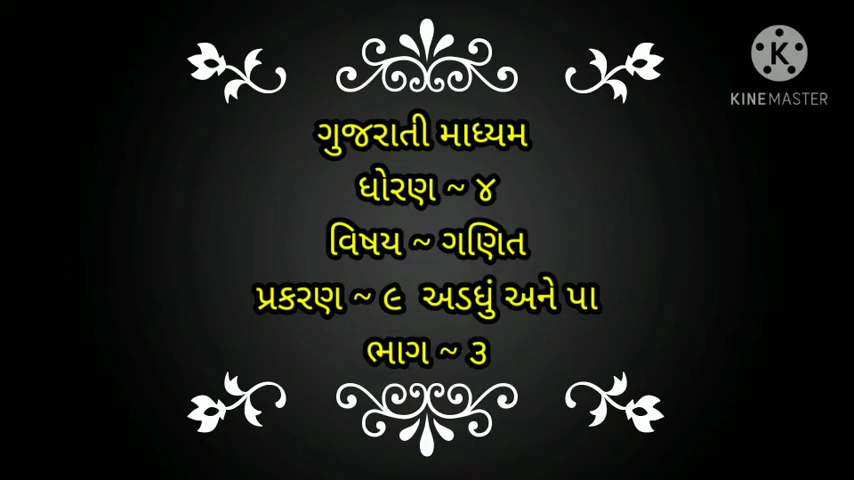 KINEMASTER
ગુજરાતી માધ્યમ
ધોરણ ~ ૪
વિષય ~ ગણિત
પ્રકરણ ~ ૯ અડધું અને પા
ભાગ ~ ૩